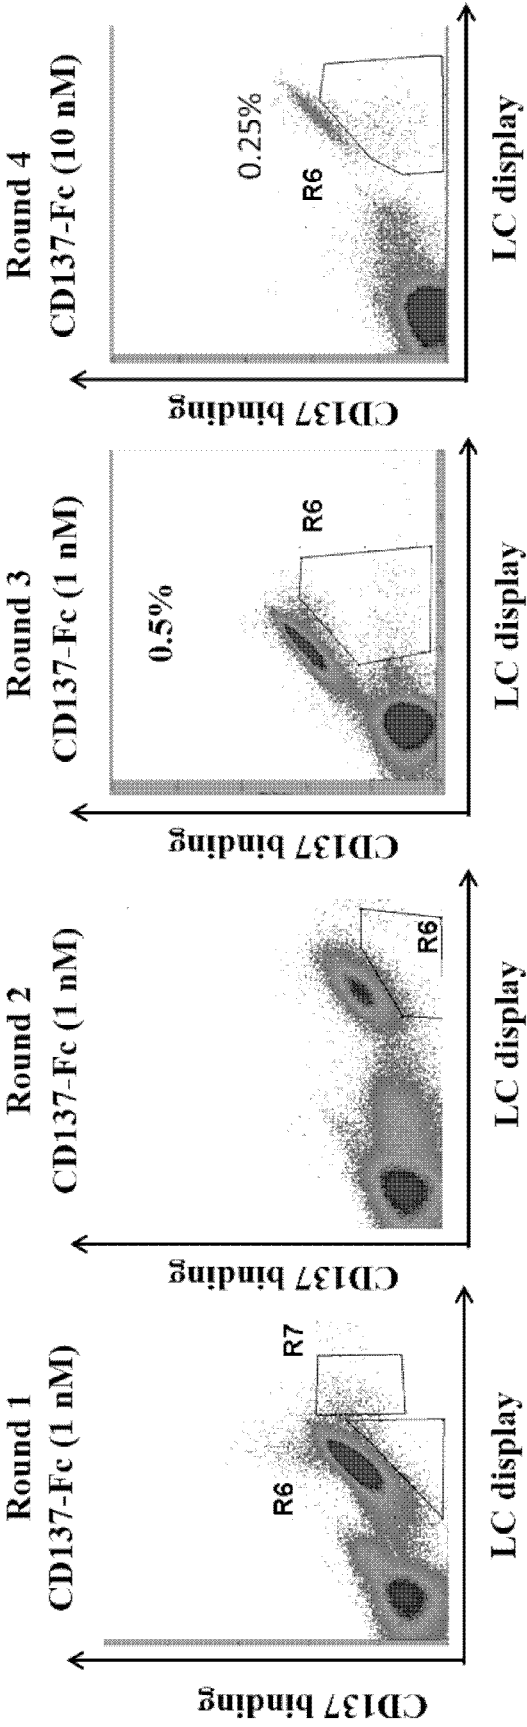 Round 1
CD137-Fc (1 nM)
CD137 binding
R6
R7
LC display
Round 2
CD137-Fc (1 nM)
CD137 binding
R6
LC display
Round 3
CD137-Fc (1 nM)
CD137 binding
0.5%
R6
LC display
Round 4
CD137-Fc (10 nM)
CD137 binding
0.25%
R6
LC display